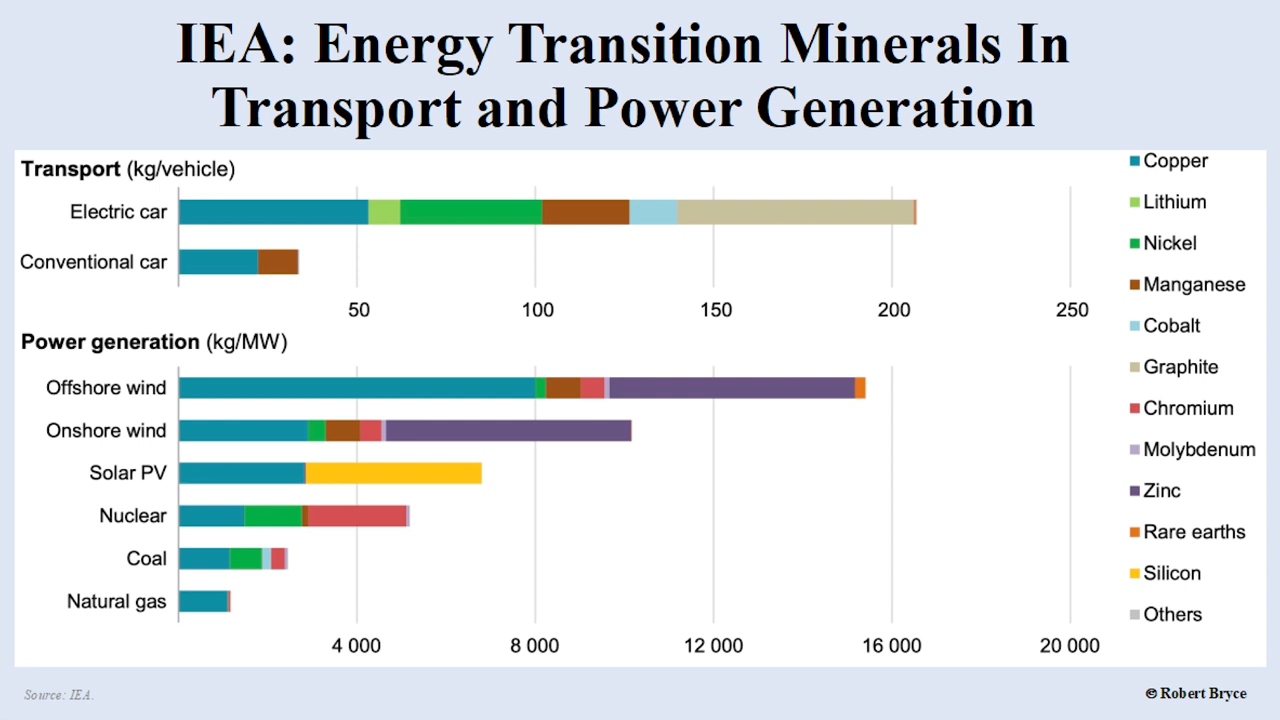 IEA: Energy Transition Minerals In
Transport and Power Generation
Transport (kg/vehicle)
Electric car
Conventional car
50 100 150 200 250
Power generation (kg/MW)
Offshore wind
Onshore wind
Solar PV
Nuclear
Coal
Natural gas
4 000 8 000 12 000 16 000 20 000
Copper
Lithium
Nickel
Manganese
Cobalt
Graphite
Chromium
Molybdenum
Zinc
Rare earths
Silicon
Others
Source: IEA.
© Robert Bryce